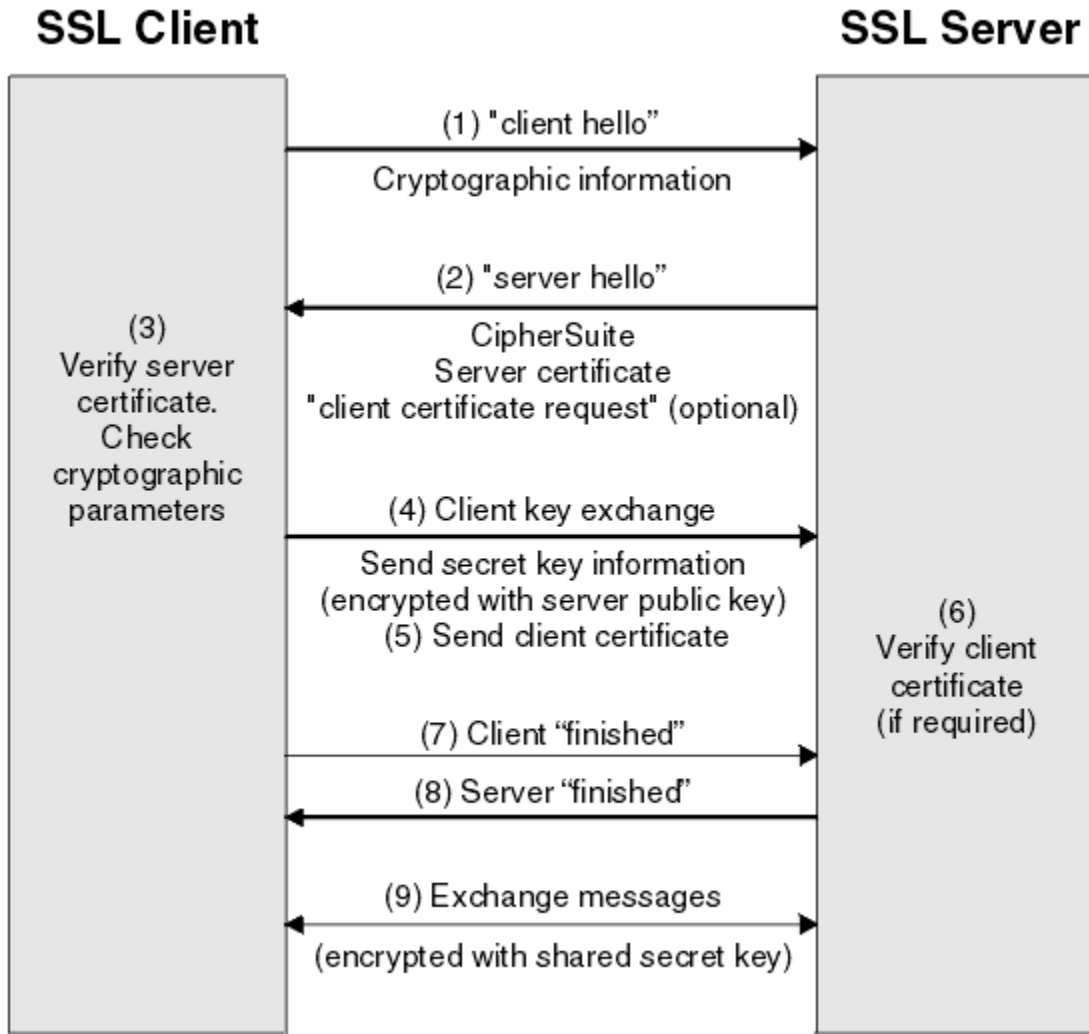 SSL Client
SSL Server
(1) "client hello”
Cryptographic information
(2) "server hello”
CipherSuite
Server certificate
"client certificate request" (optional)
(3)
Verify server
certificate.
Check
cryptographic
parameters
(4) Client key exchange
Send secret key information
(encrypted with server public key)
(5) Send client certificate
(6)
Verify client
certificate
(if required)
(7) Client “finished”
(8) Server “finished”
(9) Exchange messages
(encrypted with shared secret key)